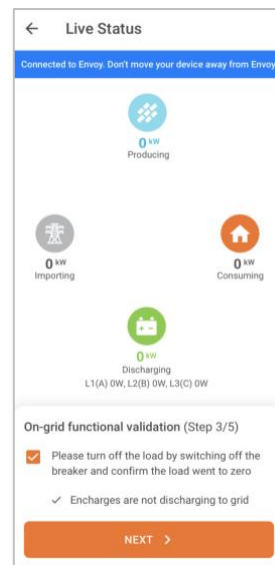 Live Status
Connected to Envoy. Don't move your device away from Envoy
0 kW
Producing
0 kW
Importing
0 kW
Consuming
0 kW
Discharging
L1(A) 0W, L2(B) 0W, L3(C) 0W
On-grid functional validation (Step 3/5)
Please turn off the load by switching off the
breaker and confirm the load went to zero
Encharges are not discharging to grid
NEXT